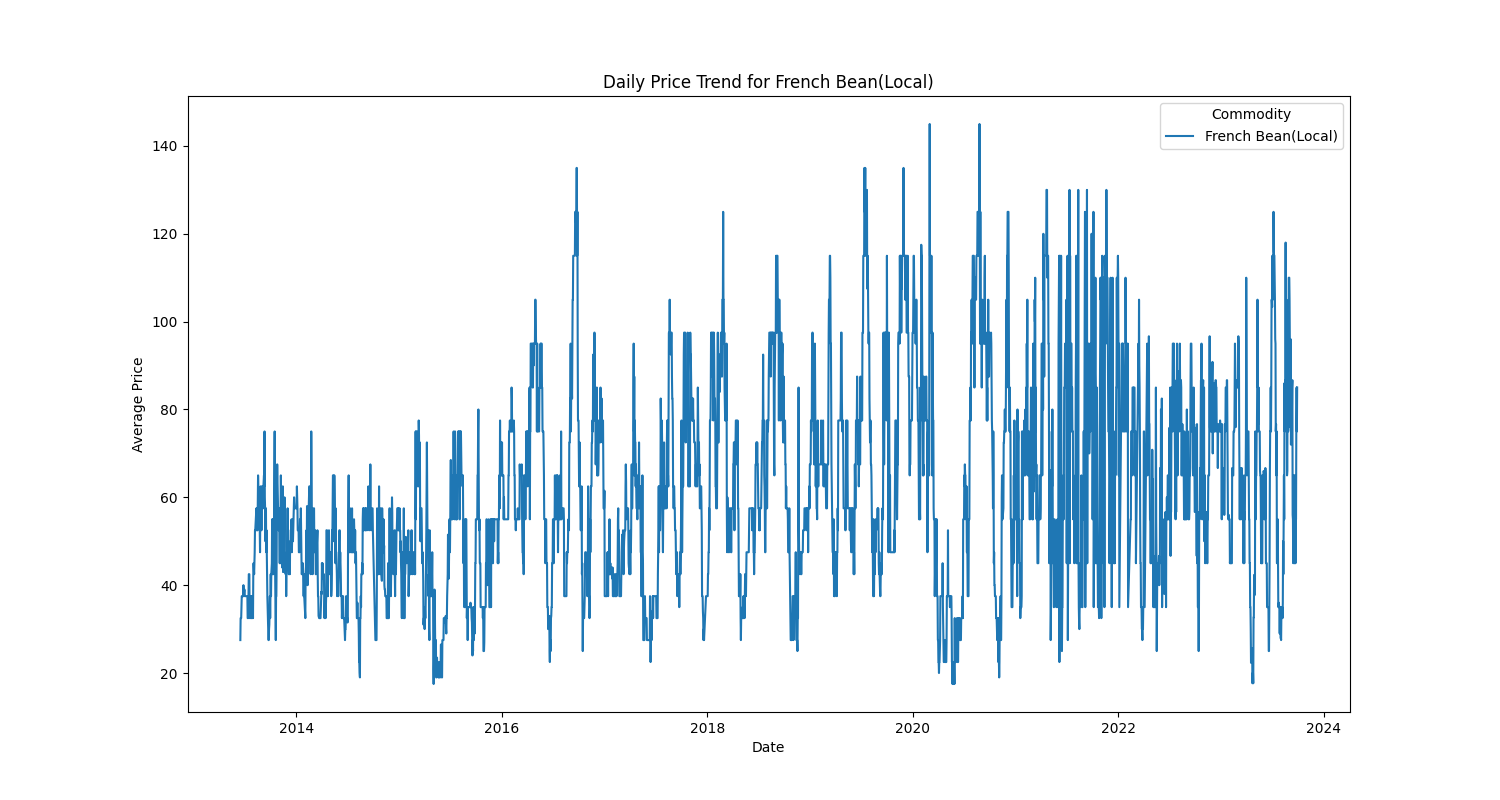 Daily Price Trend for French Bean(Local)
Commodity
French Bean(Local)
140
120
100
80
60
40
20
Average Price
2014
2016
2018
2020
2022
2024
Date